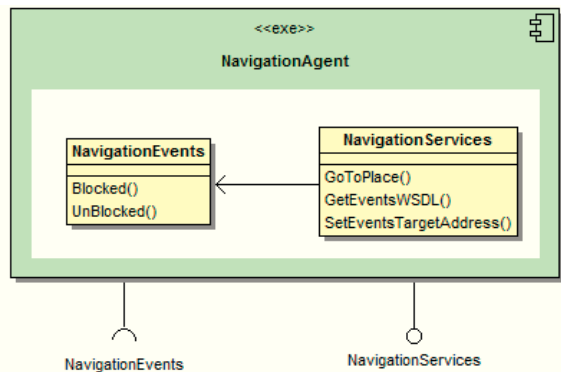 <<exe>>
NavigationAgent
NavigationEvents
Blocked()
UnBlocked()
NavigationServices
GoToPlace()
GetEventsWSDL()
SetEventsTargetAddress()
NavigationEvents
NavigationServices